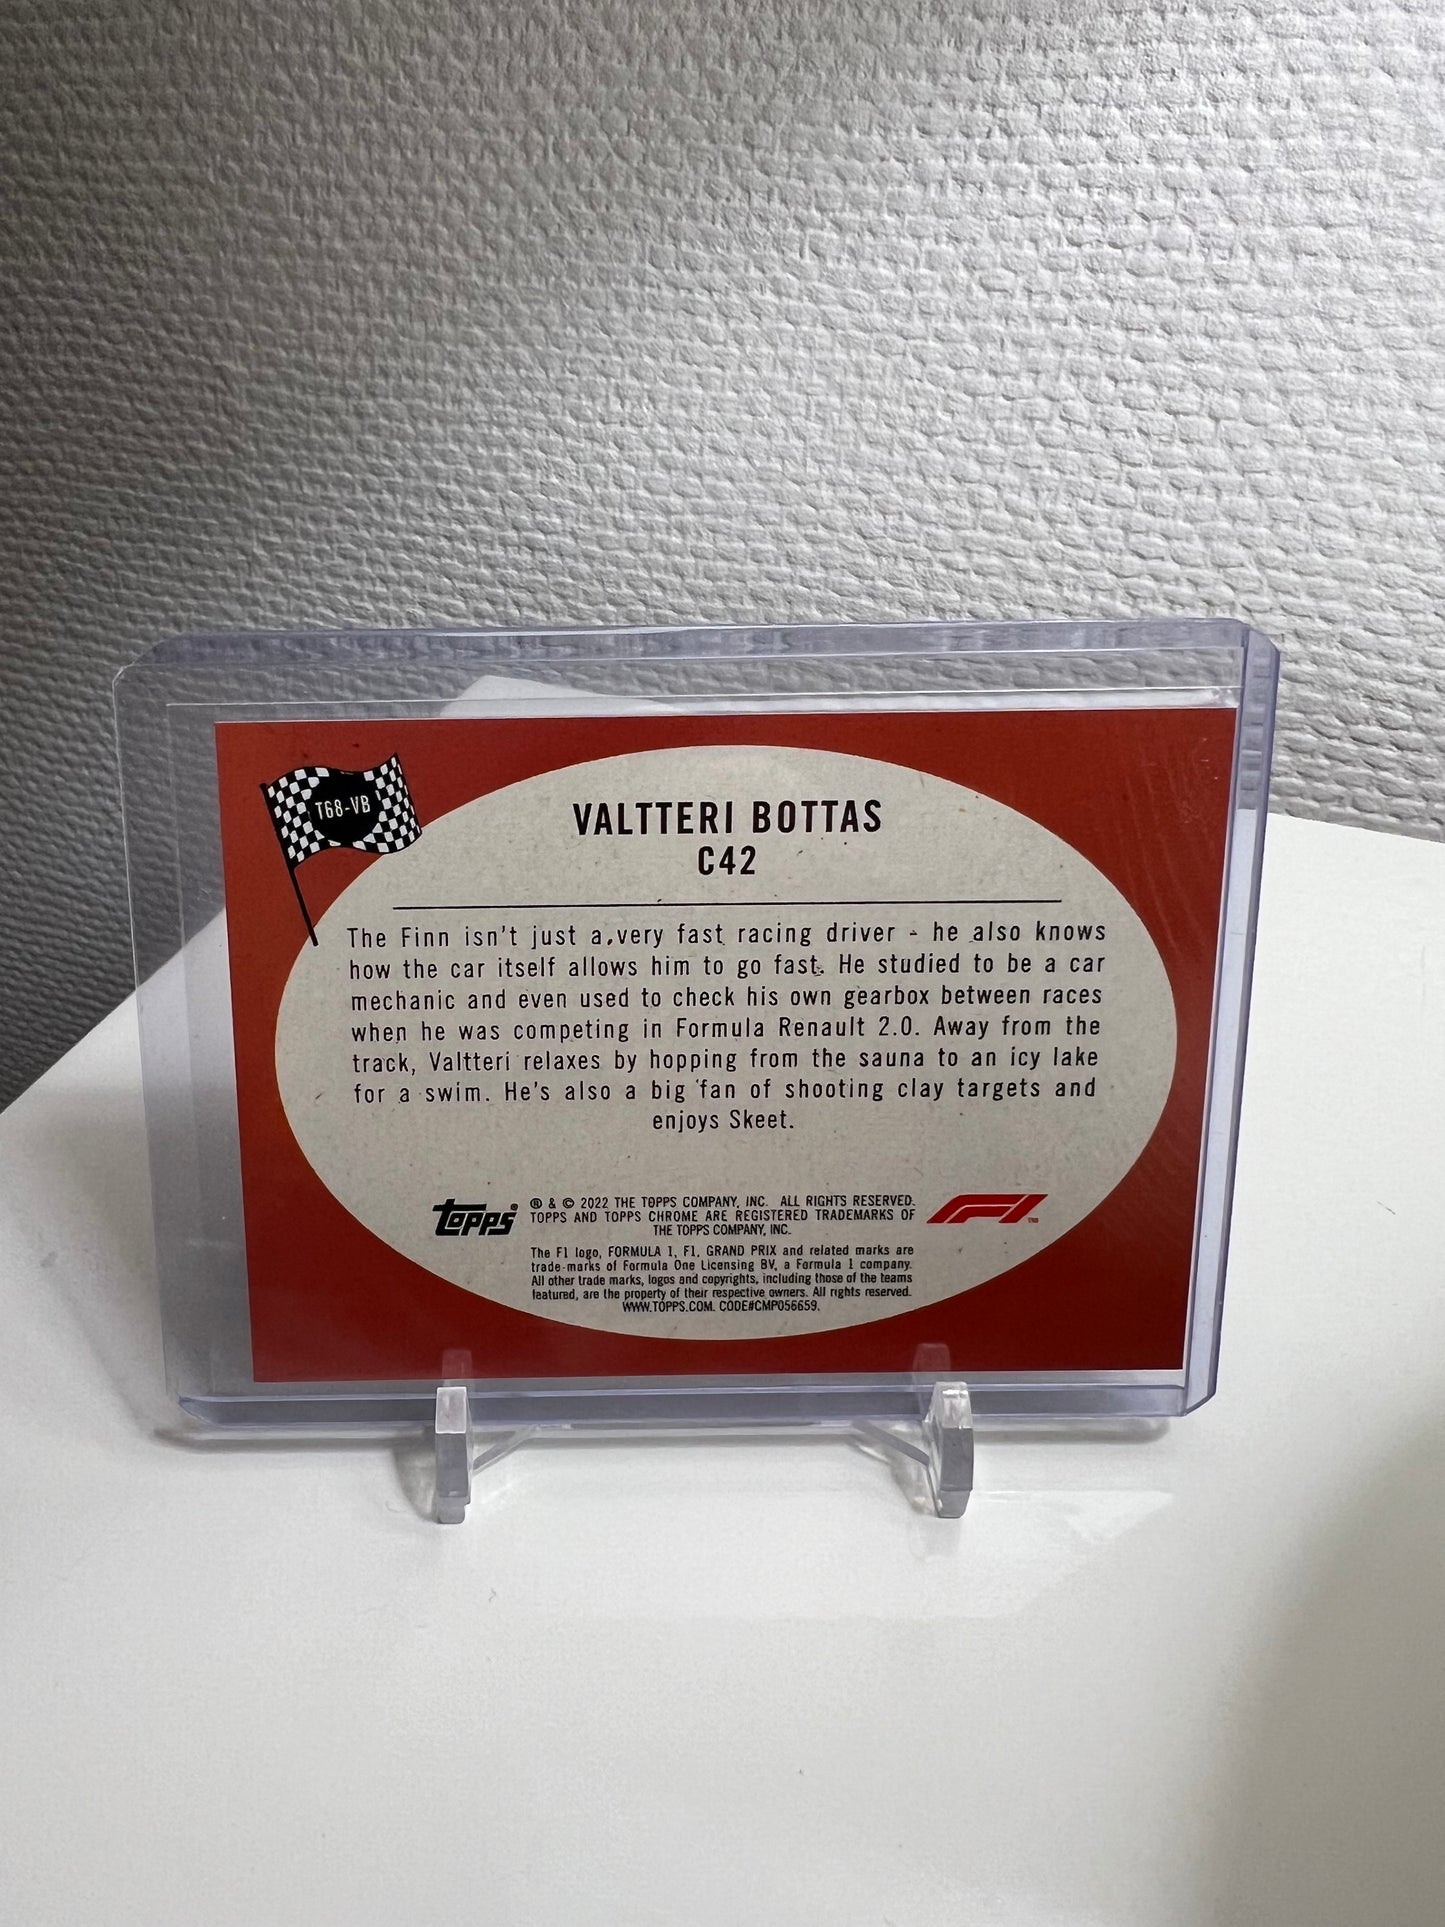 T68-VB
VALTTERI BOTTAS
C42
The Finn isn't just a very fast racing driver - he also knows
how the car itself allows him to go fast. He studied to be a car
mechanic and even used to check his own gearbox between races
when he was competing in Formula Renault 2.0. Away from the
track, Valtteri relaxes by hopping from the sauna to an icy lake
for a swim. He's also a big fan of shooting clay targets and
enjoys Skeet.
topps®
® & © 2022 THE TOPPS COMPANY, INC. ALL RIGHTS RESERVED.
TOPPS AND TOPPS CHROME ARE REGISTERED TRADEMARKS OF
THE TOPPS COMPANY, INC.
F1™
The F1 logo, FORMULA 1, F1, GRAND PRIX and related marks are
trade marks of Formula One Licensing BV, a Formula 1 company.
All other trade marks, logos and copyrights, including those of the teams
featured, are the property of their respective owners. All rights reserved.
WWW.TOPPS.COM. CODE#CMP056659.